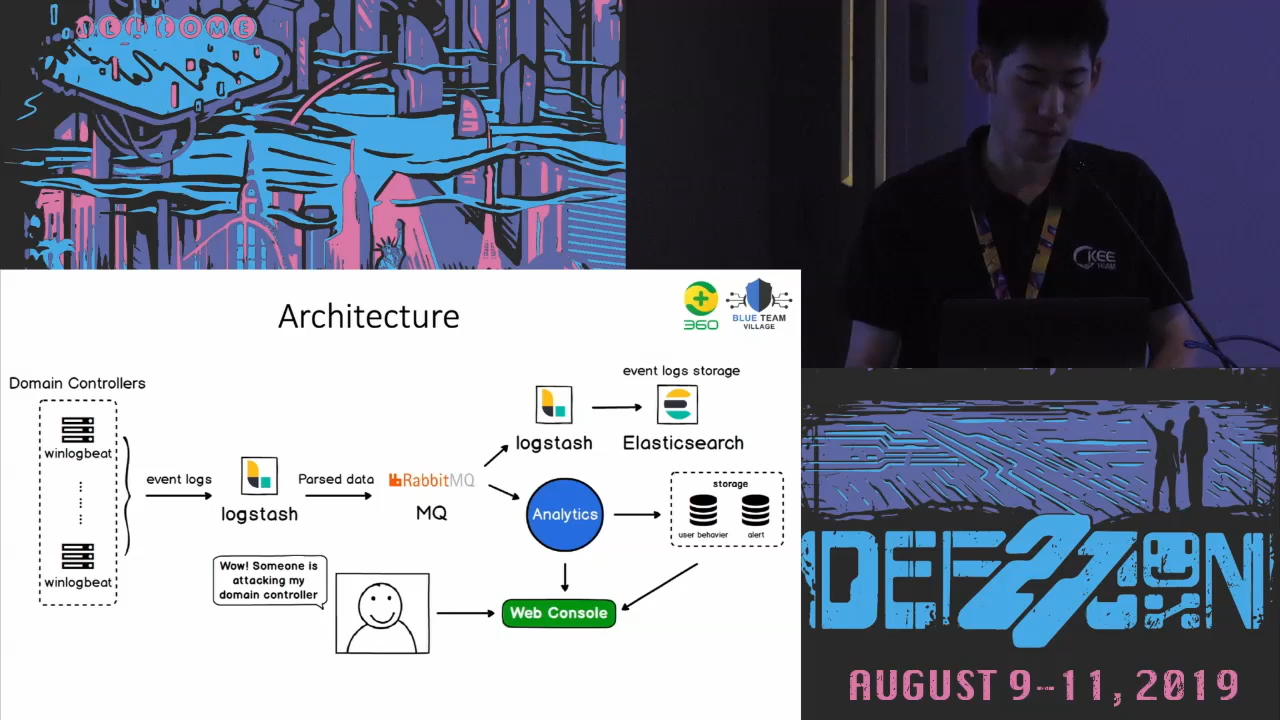 WELCOME
KEE
TEAM
Architecture
360
BLUE TEAM
VILLAGE
Domain Controllers
winlogbeat
winlogbeat
event logs
logstash
Parsed data
RabbitMQ
MQ
event logs storage
logstash
Elasticsearch
Analytics
storage
user behavier
alert
Wow! Someone is
attacking my
domain controller
Web Console
DEF27CON
AUGUST 9-11, 2019